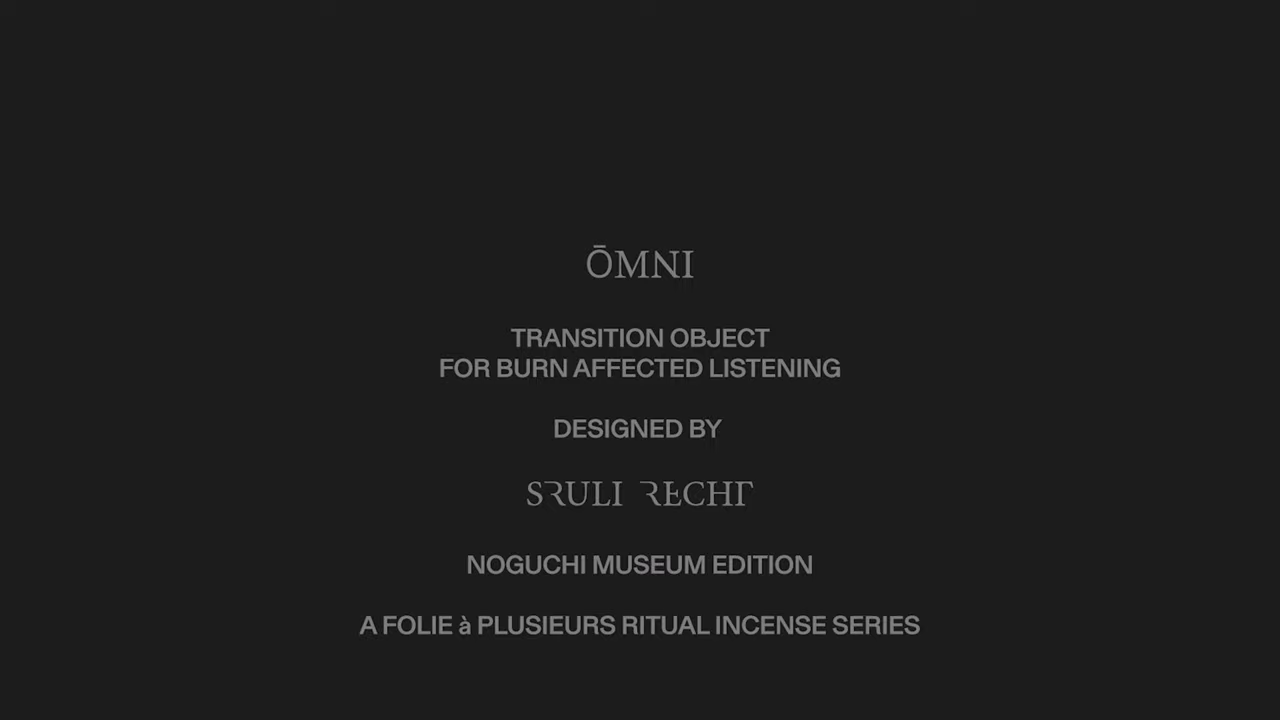 ŌMNI
TRANSITION OBJECT
FOR BURN AFFECTED LISTENING
DESIGNED BY
SRULI RECHT
NOGUCHI MUSEUM EDITION
A FOLIE à PLUSIEURS RITUAL INCENSE SERIES